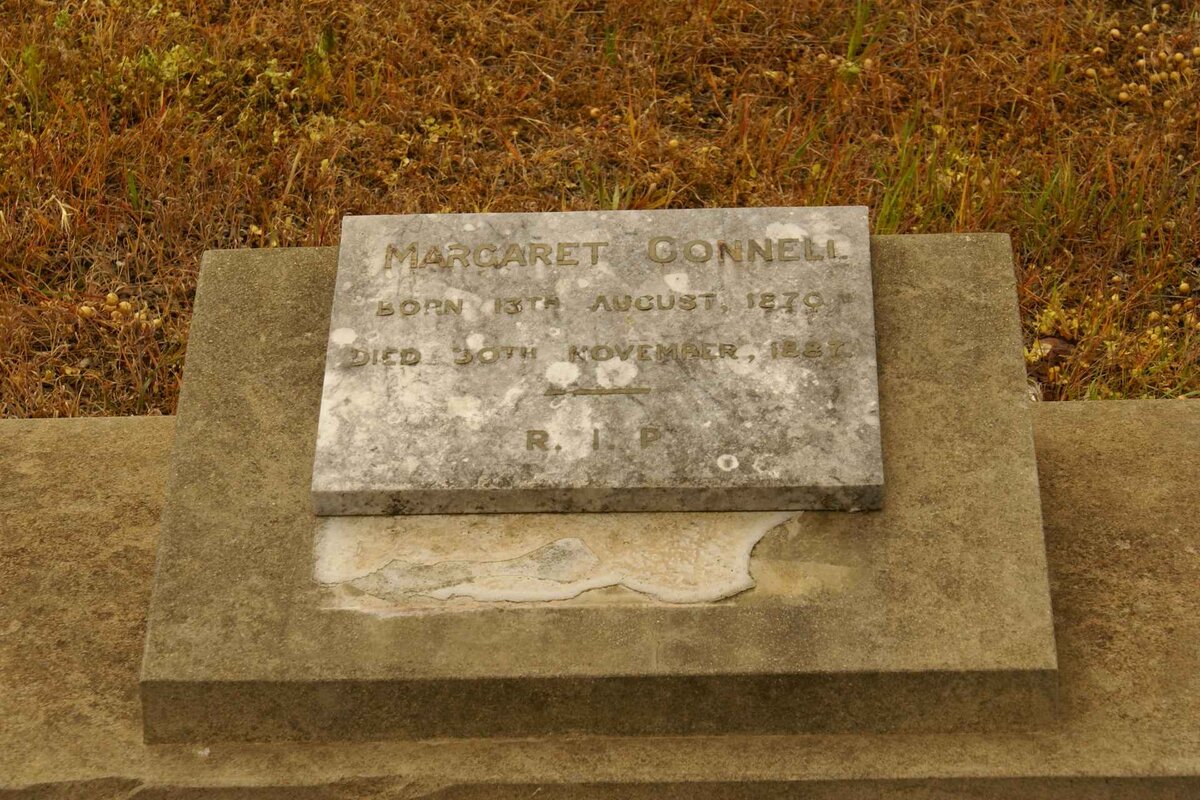 MARGARET CONNELL
BORN 13TH AUGUST, 1870
DIED 30TH NOVEMBER, 1887.
R. I. P